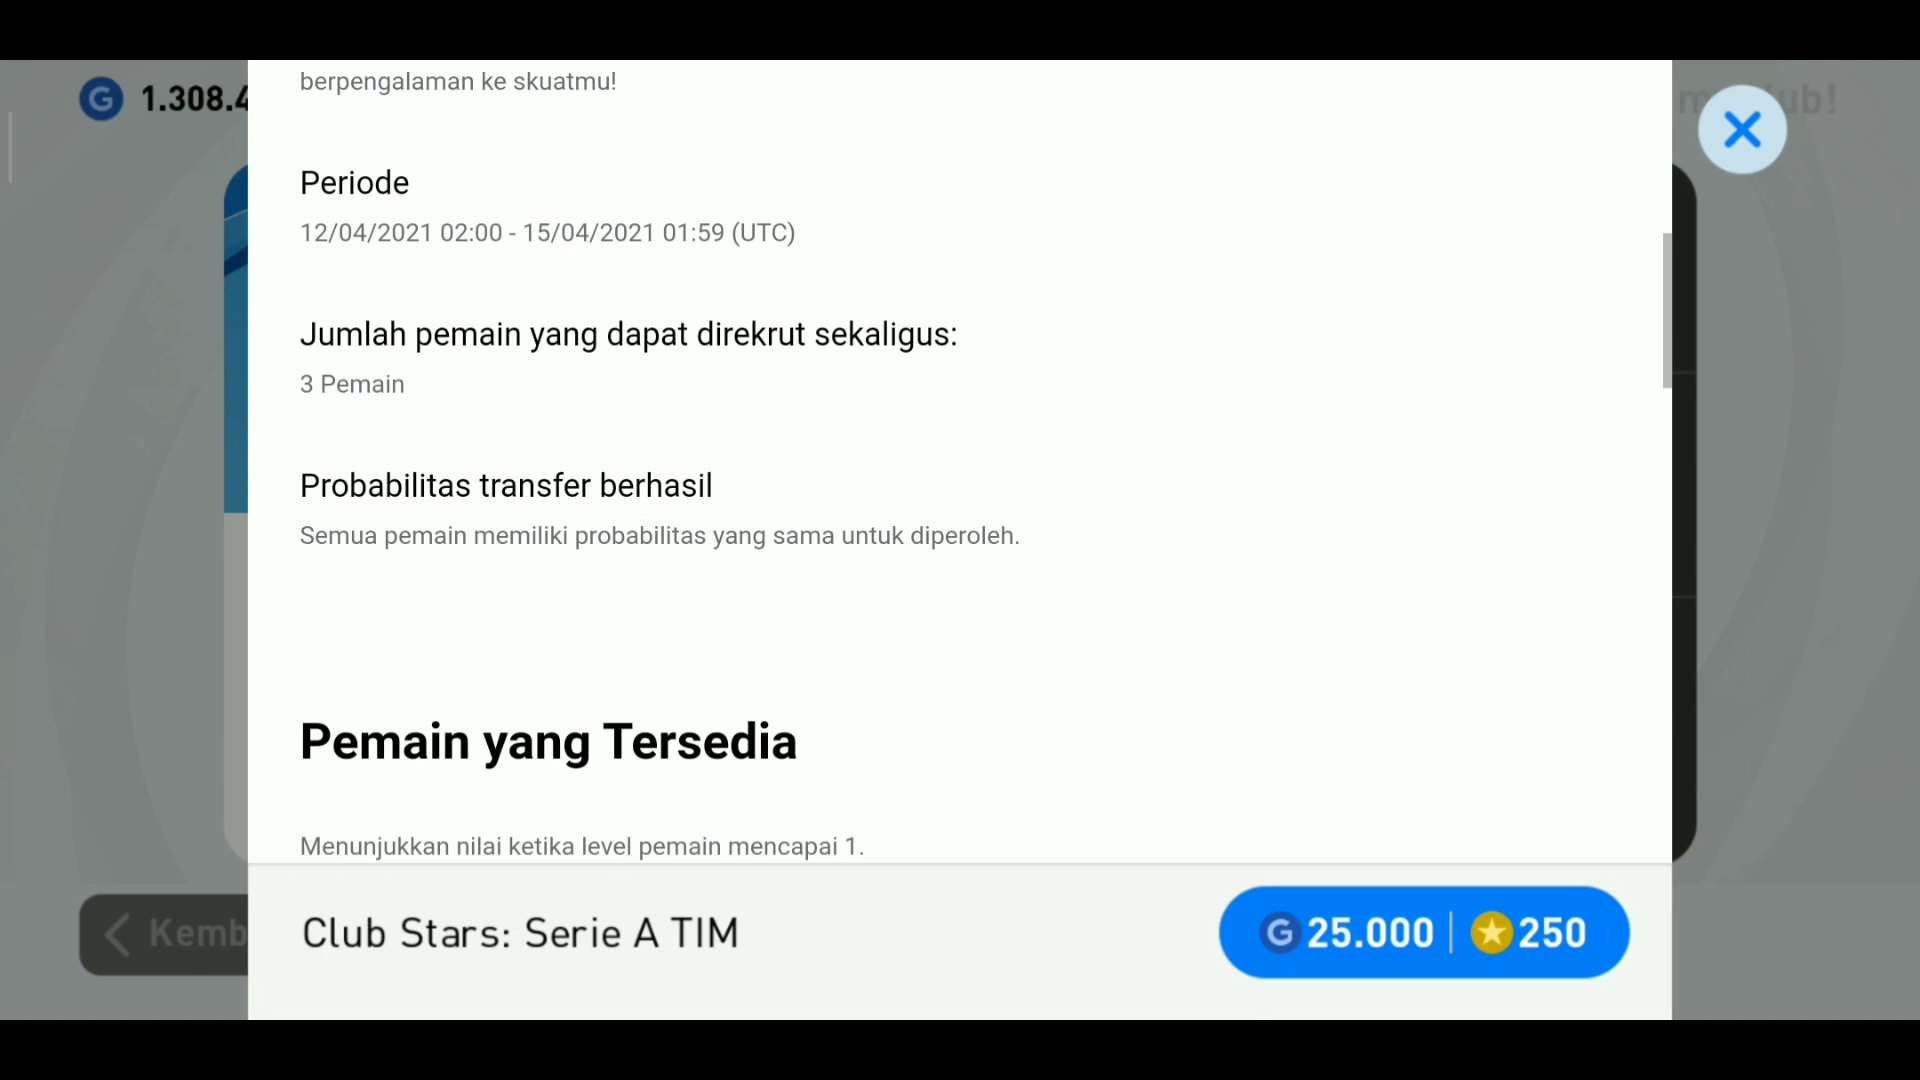 berpengalaman ke skuatmu!
G 1.308.4
Periode
12/04/2021 02:00 - 15/04/2021 01:59 (UTC)
Jumlah pemain yang dapat direkrut sekaligus:
3 Pemain
Probabilitas transfer berhasil
Semua pemain memiliki probabilitas yang sama untuk diperoleh.
Pemain yang Tersedia
Menunjukkan nilai ketika level pemain mencapai 1.
Kemb
Club Stars: Serie A TIM
G 25.000 | 250